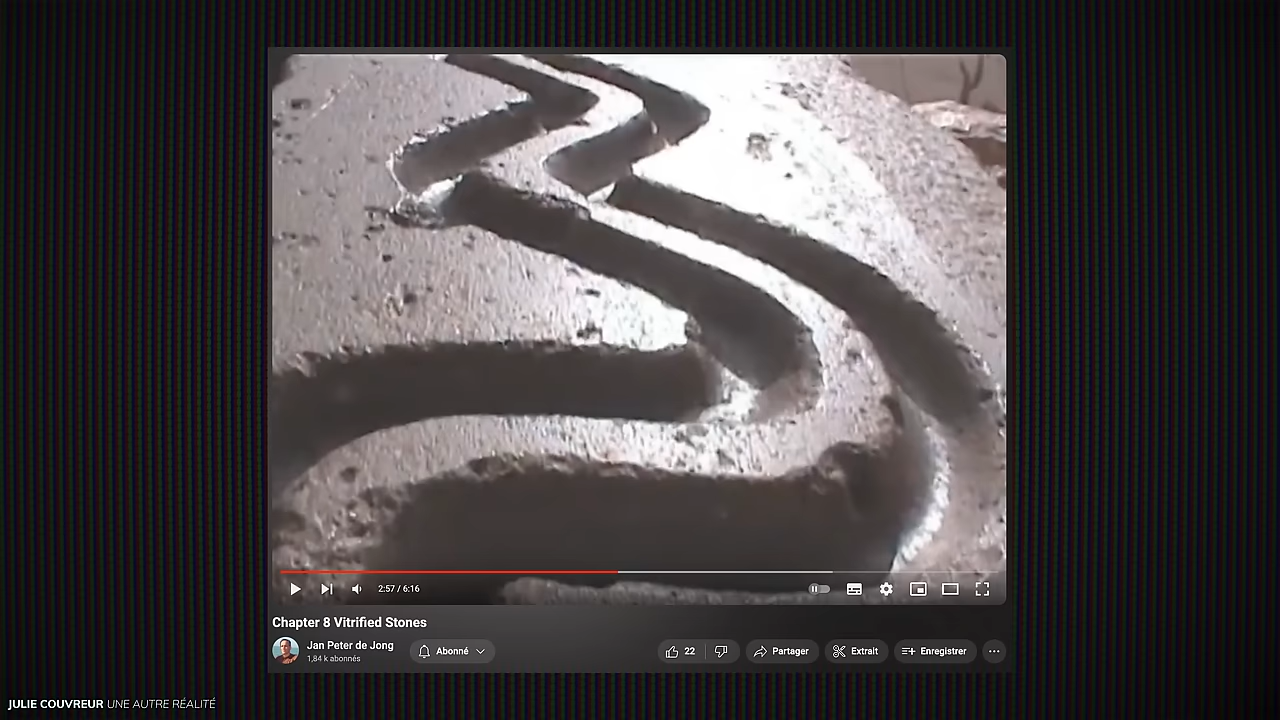 2:57 / 6:16
Chapter 8 Vitrified Stones
Jan Peter de Jong
1,84 k abonnés
Abonné
22
Partager
Extrait
Enregistrer
JULIE COUVREUR UNE AUTRE RÉALITÉ